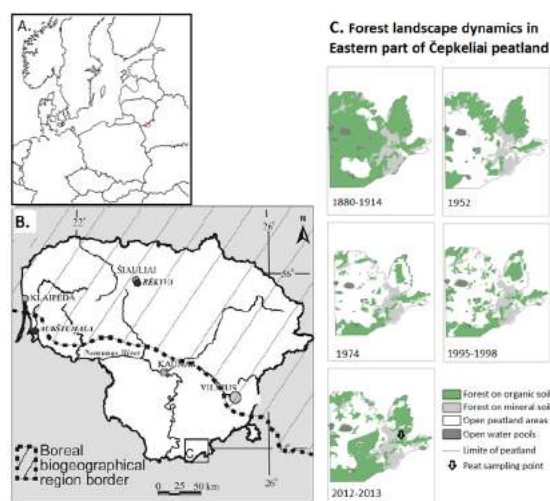 A.
C. Forest landscape dynamics in
Eastern part of Čepkeliai peatland
1880-1914
1952
1974
1995-1998
2012-2013
Forest on organic soil
Forest on mineral soil
Open peatland areas
Open water pools
Limite of peatland
Peat sampling point
B.
22°
26°
N
ŠIAULIAI
RĖKYVA
56°
KLAIPĖDA
AUKŠTUMALA
Nemunas River
KAUNAS
VILNIUS
C
Boreal
biogeographical
region border
0 25 50 km
26°